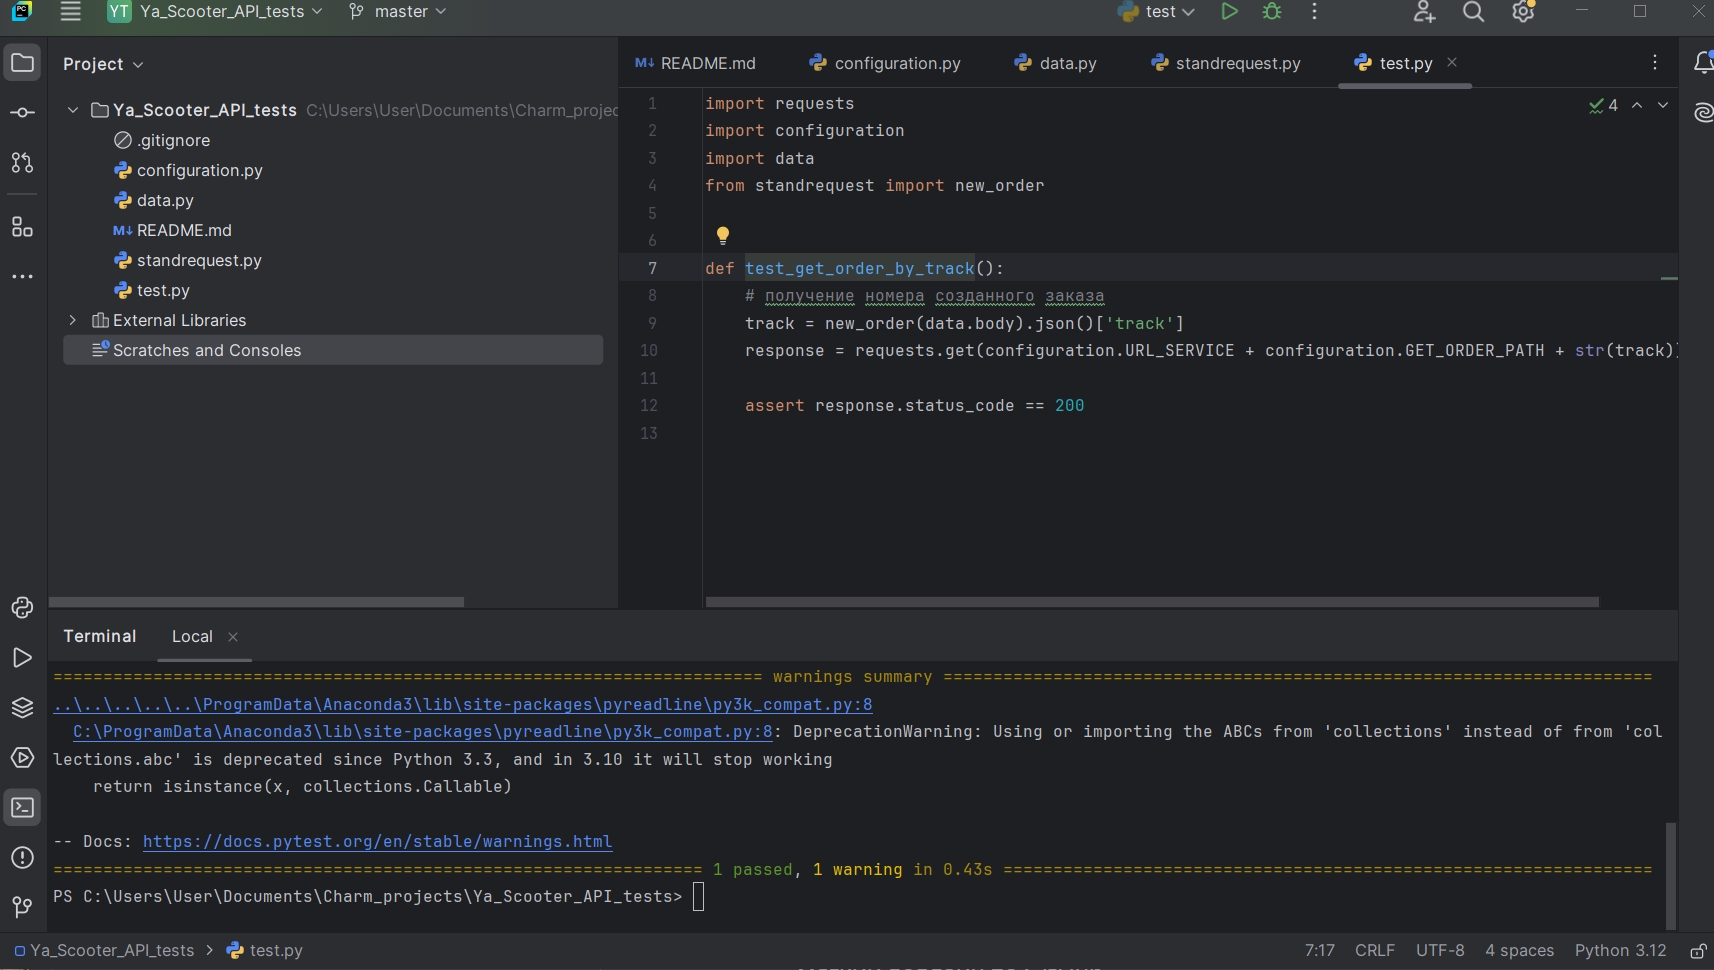 YT Ya_Scooter_API_tests master test
Project
README.md configuration.py data.py standrequest.py test.py
Ya_Scooter_API_tests C:\Users\User\Documents\Charm_projec
.gitignore
configuration.py
data.py
README.md
standrequest.py
test.py
External Libraries
Scratches and Consoles
4
1 import requests
2 import configuration
3 import data
4 from standrequest import new_order
5
6
7 def test_get_order_by_track():
8 # получение номера созданного заказа
9 track = new_order(data.body).json()['track']
10 response = requests.get(configuration.URL_SERVICE + configuration.GET_ORDER_PATH + str(track)
11
12 assert response.status_code == 200
13
Terminal Local
======================================================================= warnings summary =======================================================================
..\..\..\..\..\ProgramData\Anaconda3\lib\site-packages\pyreadline\py3k_compat.py:8
C:\ProgramData\Anaconda3\lib\site-packages\pyreadline\py3k_compat.py:8: DeprecationWarning: Using or importing the ABCs from 'collections' instead of from 'col
lections.abc' is deprecated since Python 3.3, and in 3.10 it will stop working
return isinstance(x, collections.Callable)
-- Docs: https://docs.pytest.org/en/stable/warnings.html
================================================================= 1 passed, 1 warning in 0.43s =================================================================
PS C:\Users\User\Documents\Charm_projects\Ya_Scooter_API_tests>
Ya_Scooter_API_tests > test.py 7:17 CRLF UTF-8 4 spaces Python 3.12